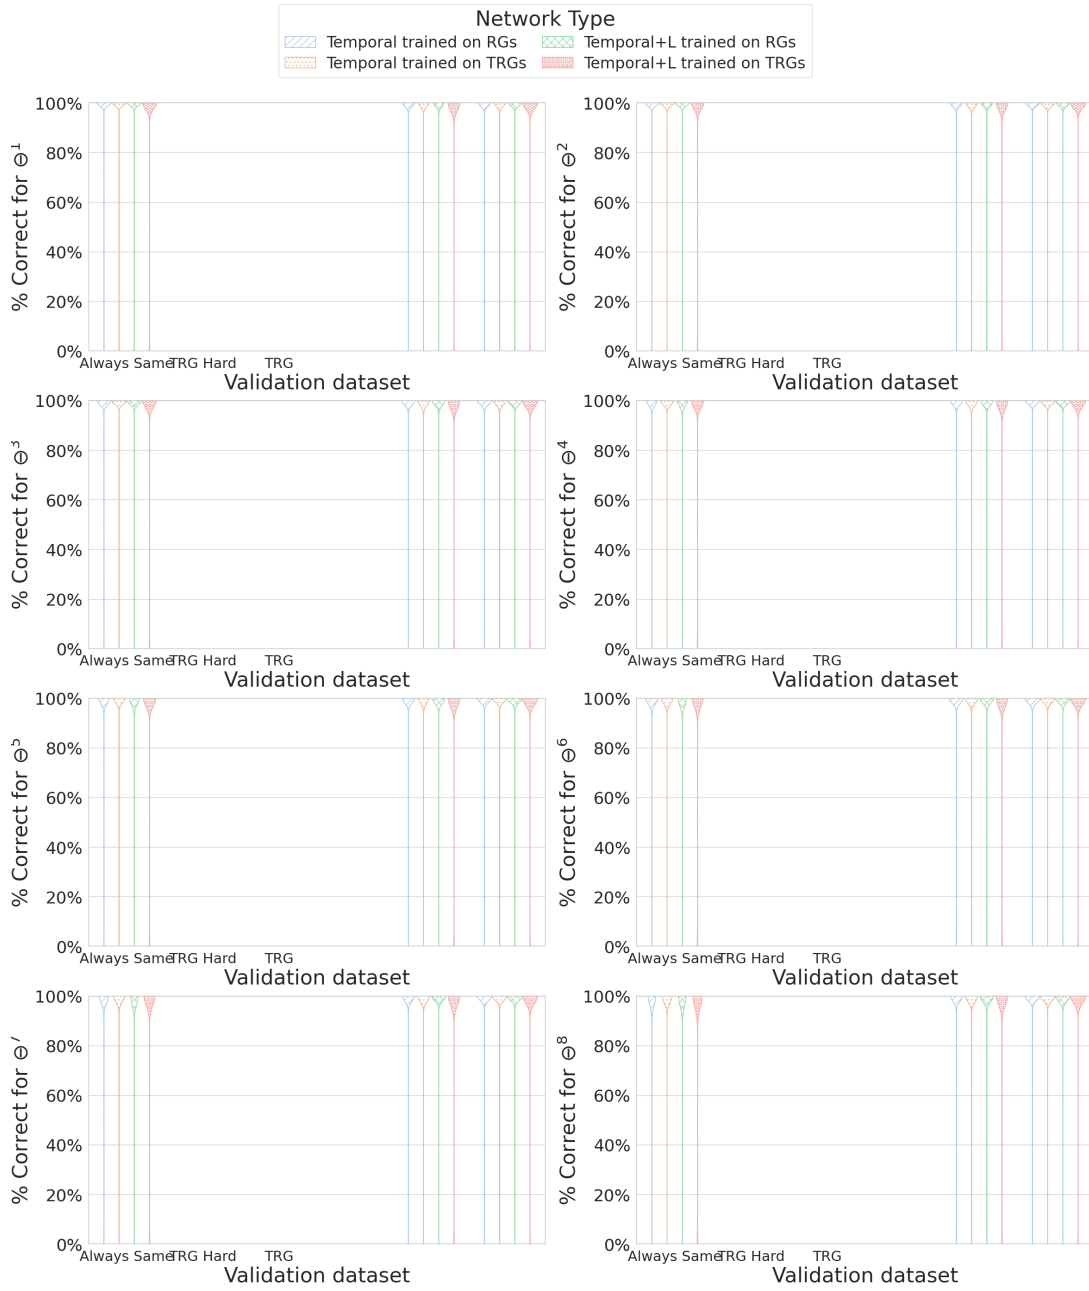 Network Type
Temporal trained on RGs
Temporal+L trained on RGs
Temporal trained on TRGs
Temporal+L trained on TRGs
100%
80%
60%
40%
20%
0%
% Correct for Θ¹
Always Same
TRG Hard
TRG
Validation dataset
100%
80%
60%
40%
20%
0%
% Correct for Θ²
Always Same
TRG Hard
TRG
Validation dataset
100%
80%
60%
40%
20%
0%
% Correct for Θ³
Always Same
TRG Hard
TRG
Validation dataset
100%
80%
60%
40%
20%
0%
% Correct for Θ⁴
Always Same
TRG Hard
TRG
Validation dataset
100%
80%
60%
40%
20%
0%
% Correct for Θ⁵
Always Same
TRG Hard
TRG
Validation dataset
100%
80%
60%
40%
20%
0%
% Correct for Θ⁶
Always Same
TRG Hard
TRG
Validation dataset
100%
80%
60%
40%
20%
0%
% Correct for Θ⁷
Always Same
TRG Hard
TRG
Validation dataset
100%
80%
60%
40%
20%
0%
% Correct for Θ⁸
Always Same
TRG Hard
TRG
Validation dataset